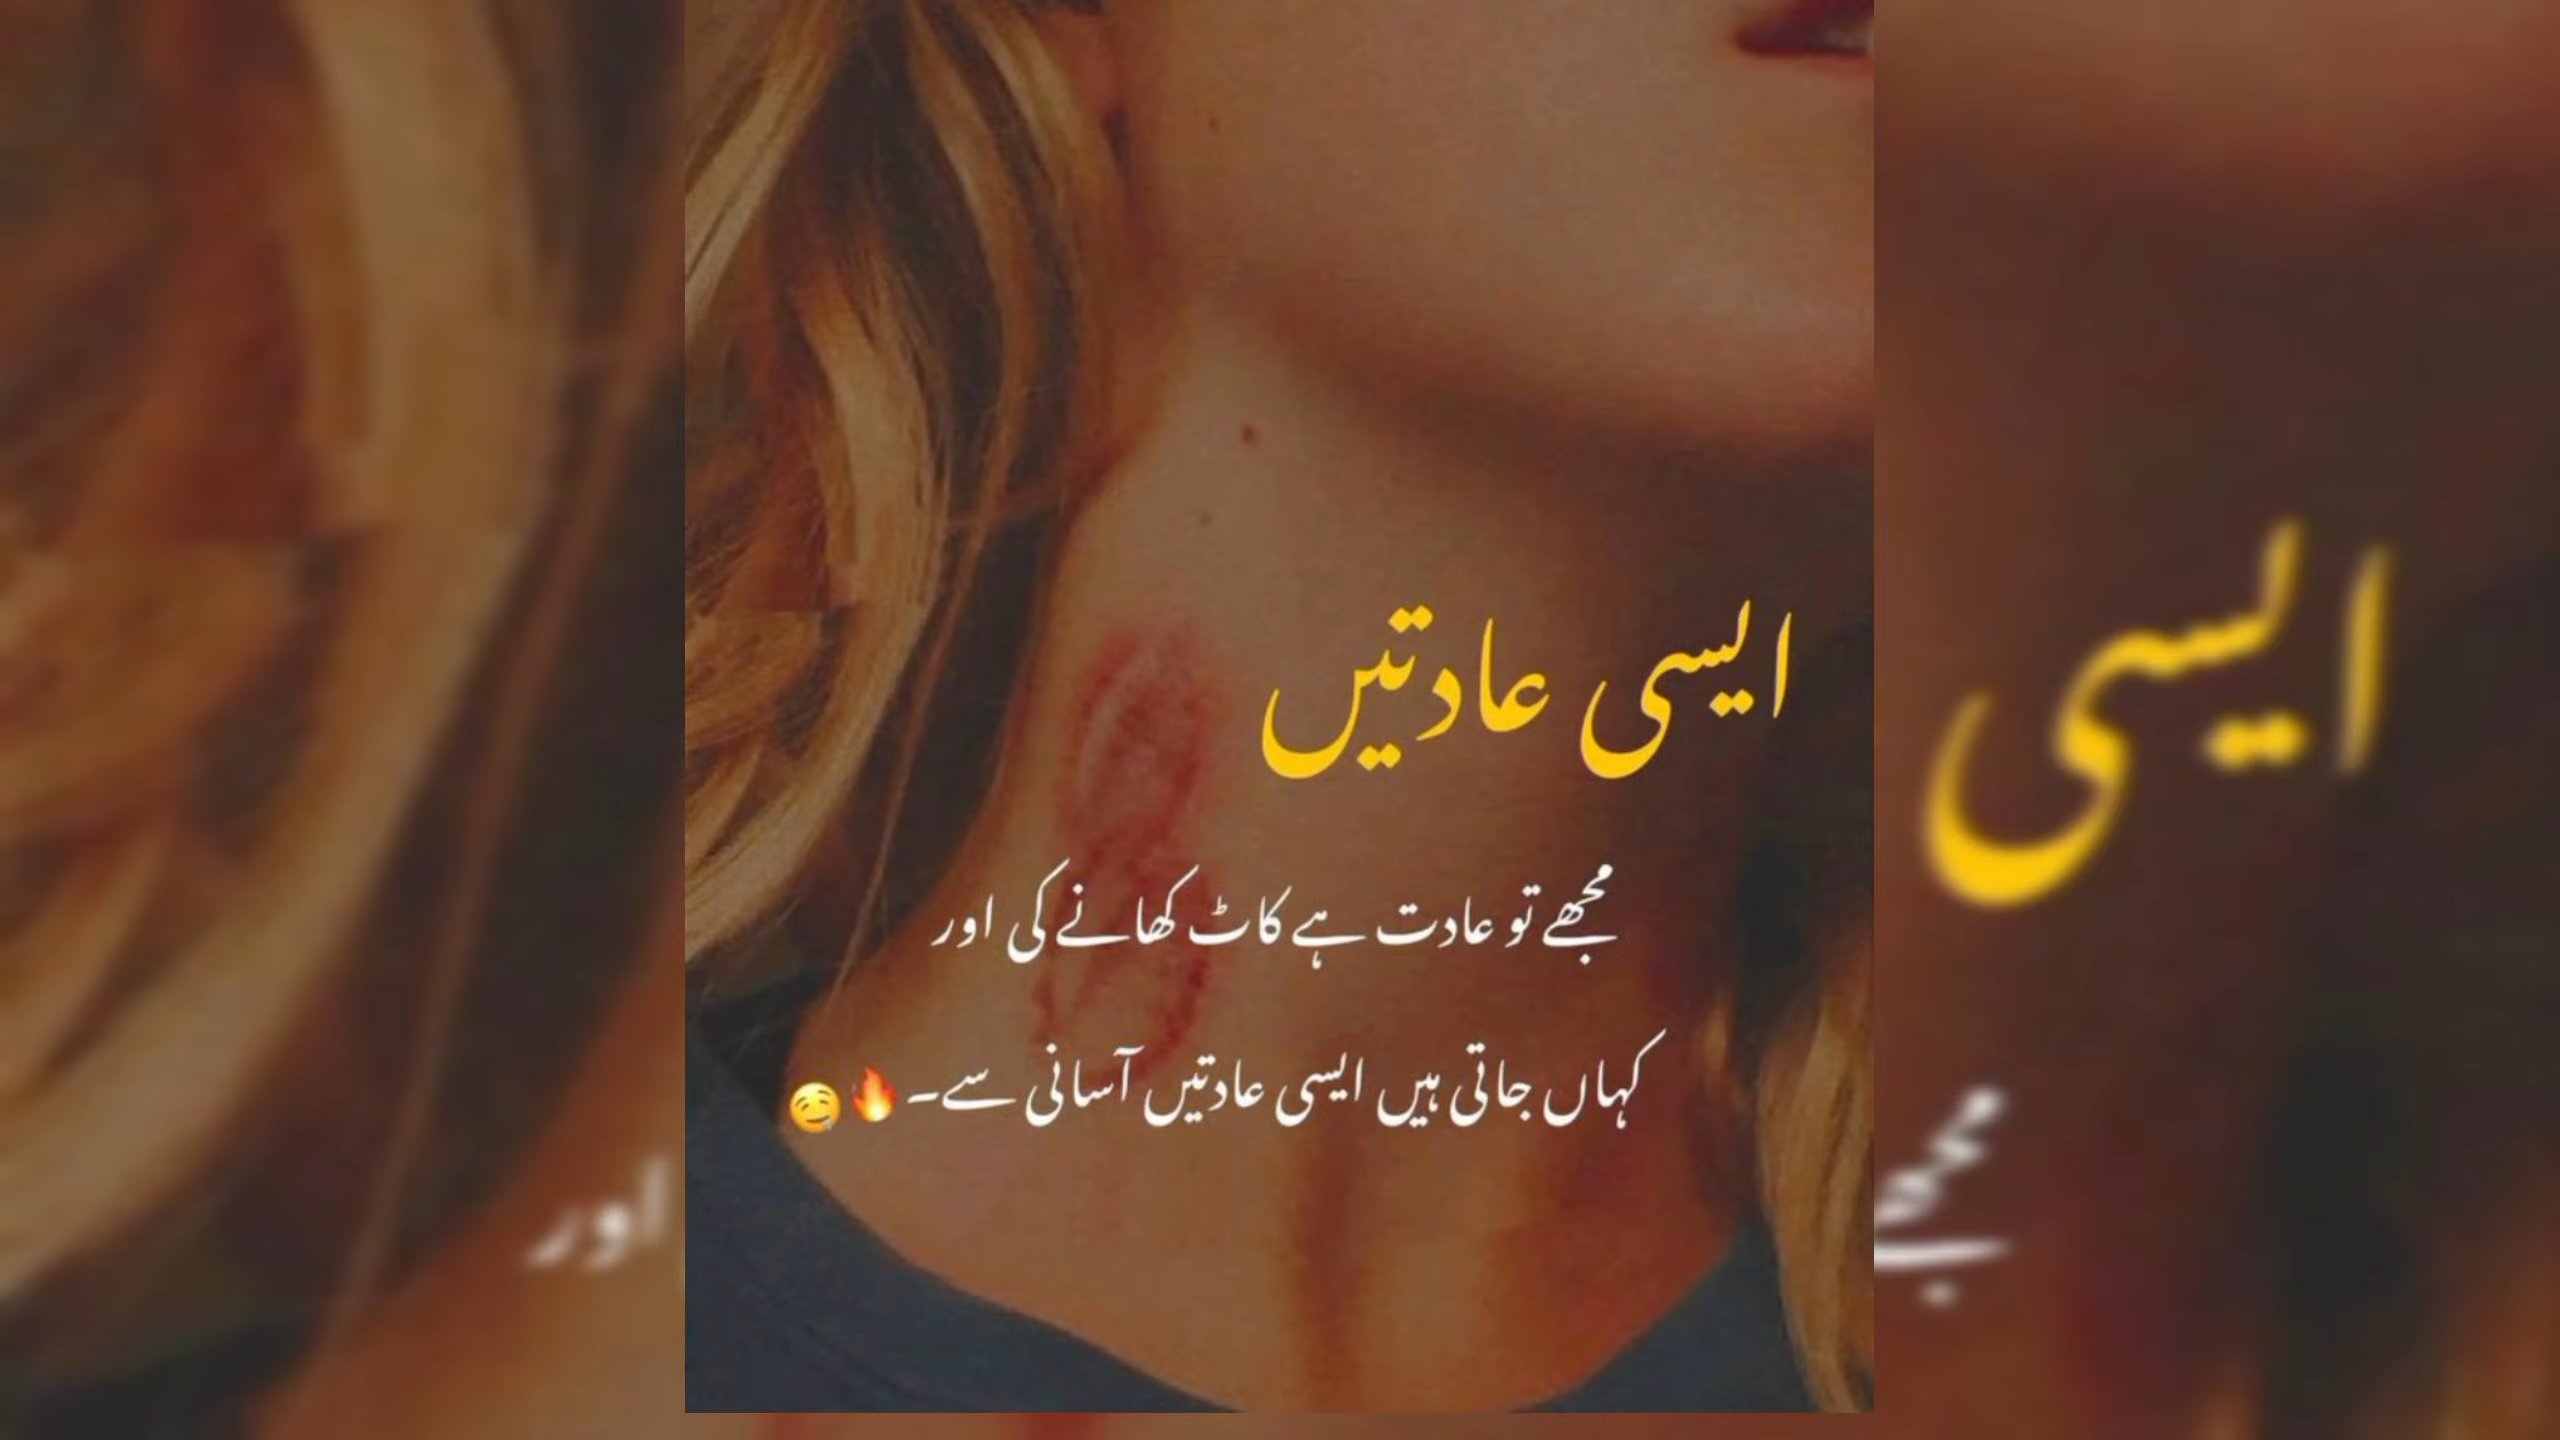 ایسی عادتیں
مجھے تو عادت ہے کاٹ کھانے کی اور
کہاں جاتی ہیں ایسی عادتیں آسانی سے۔🔥🤤